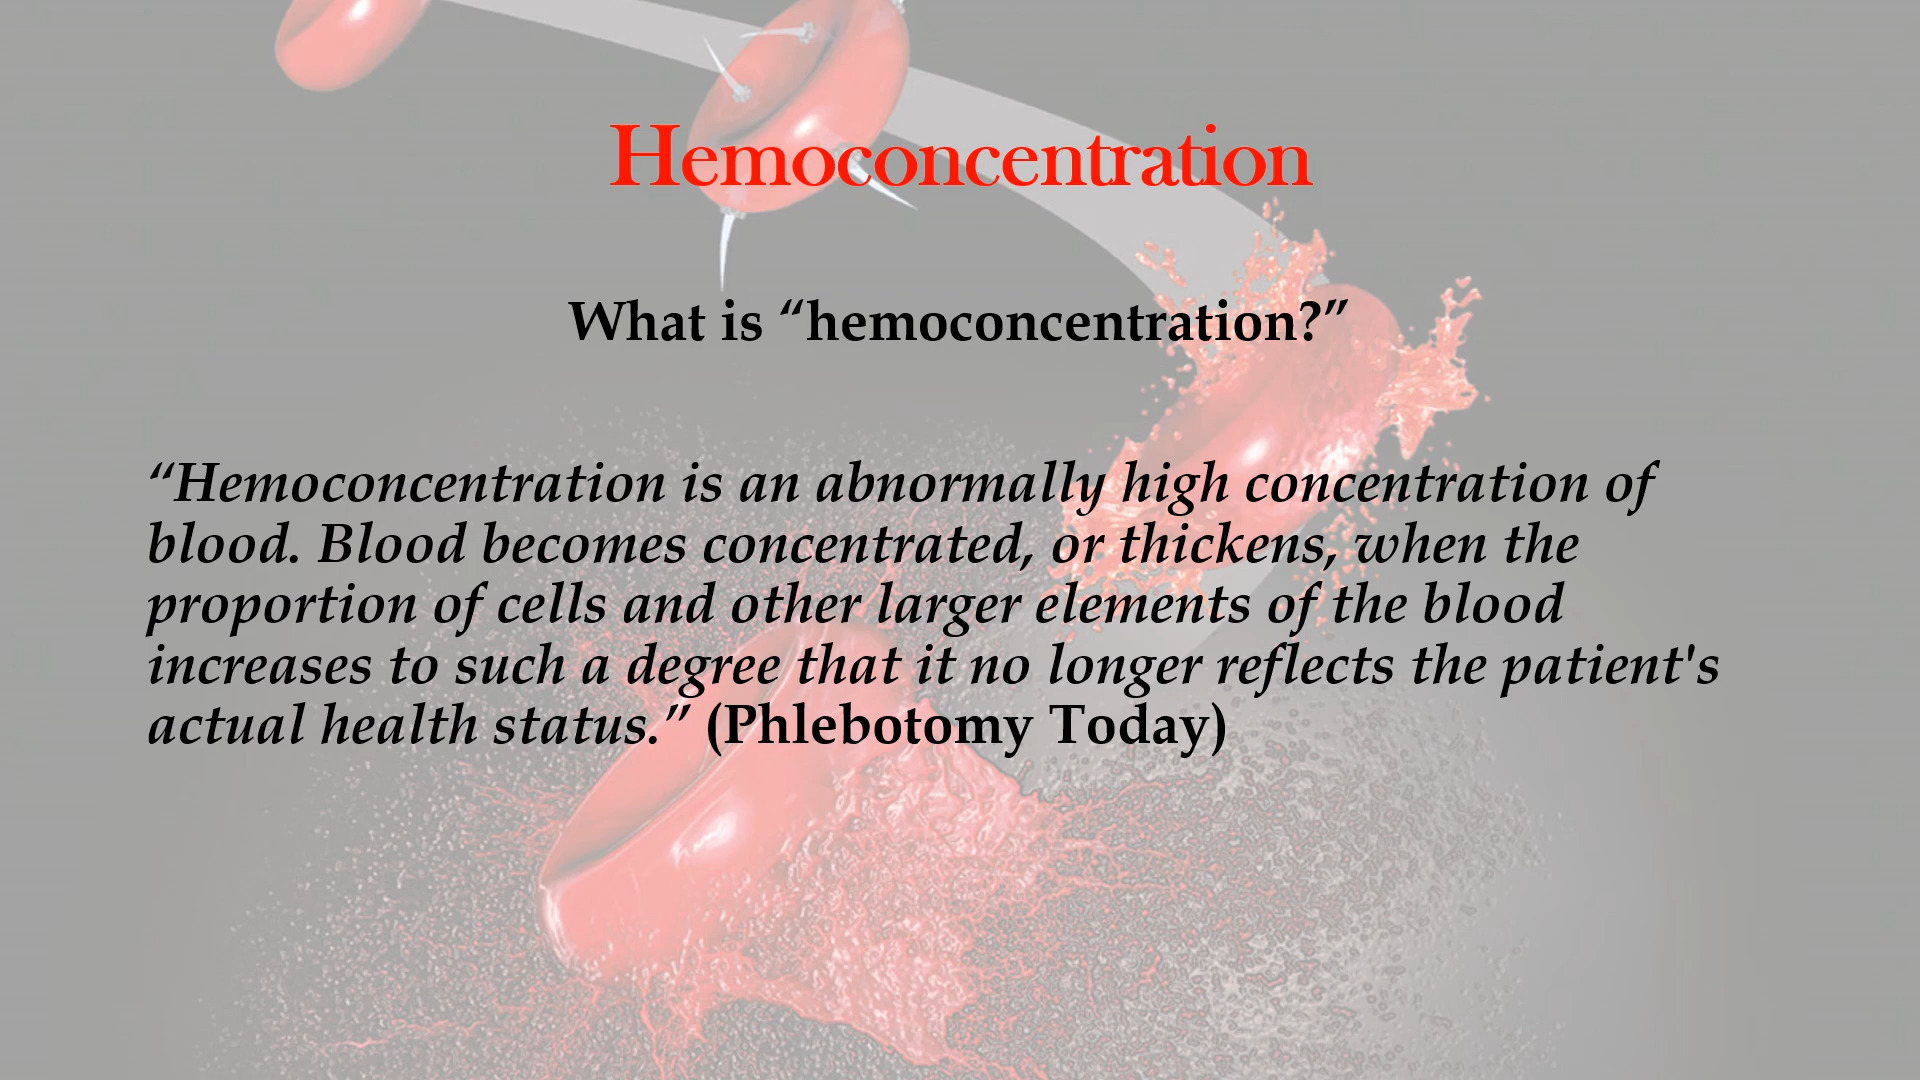 Hemoconcentration
What is “hemoconcentration?”
“Hemoconcentration is an abnormally high concentration of
blood. Blood becomes concentrated, or thickens, when the
proportion of cells and other larger elements of the blood
increases to such a degree that it no longer reflects the patient's
actual health status.” (Phlebotomy Today)